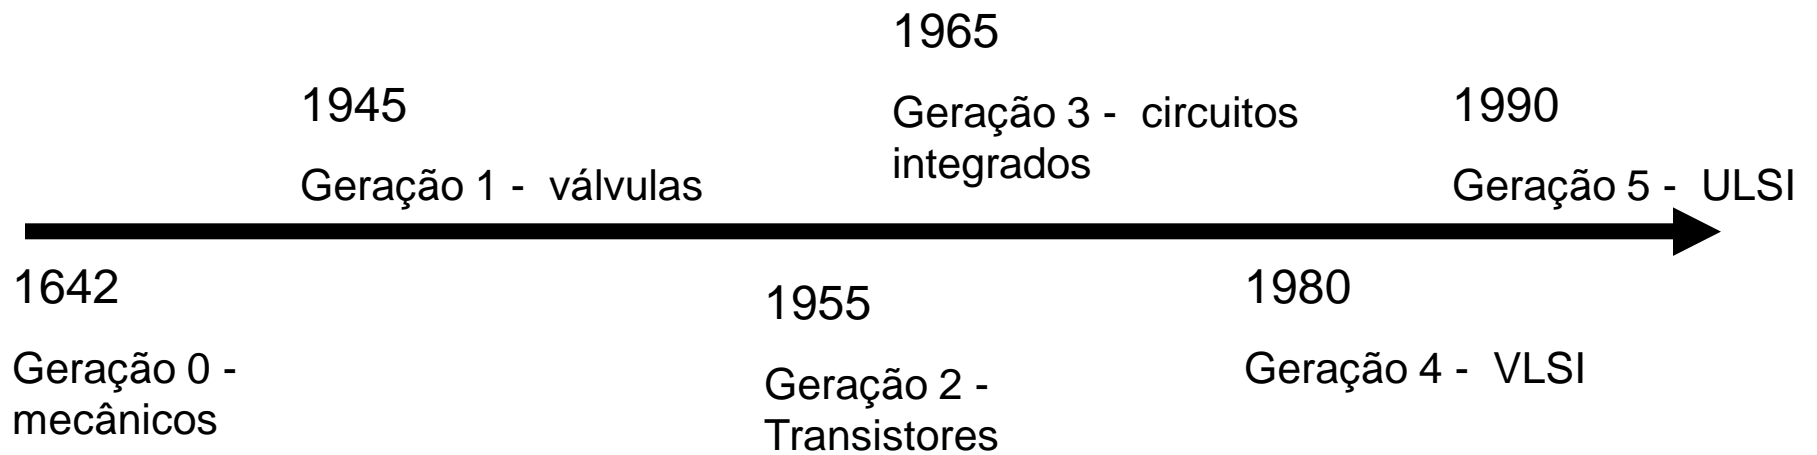 1642
Geração 0 -
mecânicos
1945
Geração 1 -  válvulas
1955
Geração 2 -
Transistores
1965
Geração 3 -  circuitos
integrados
1980
Geração 4 -  VLSI
1990
Geração 5 -  ULSI